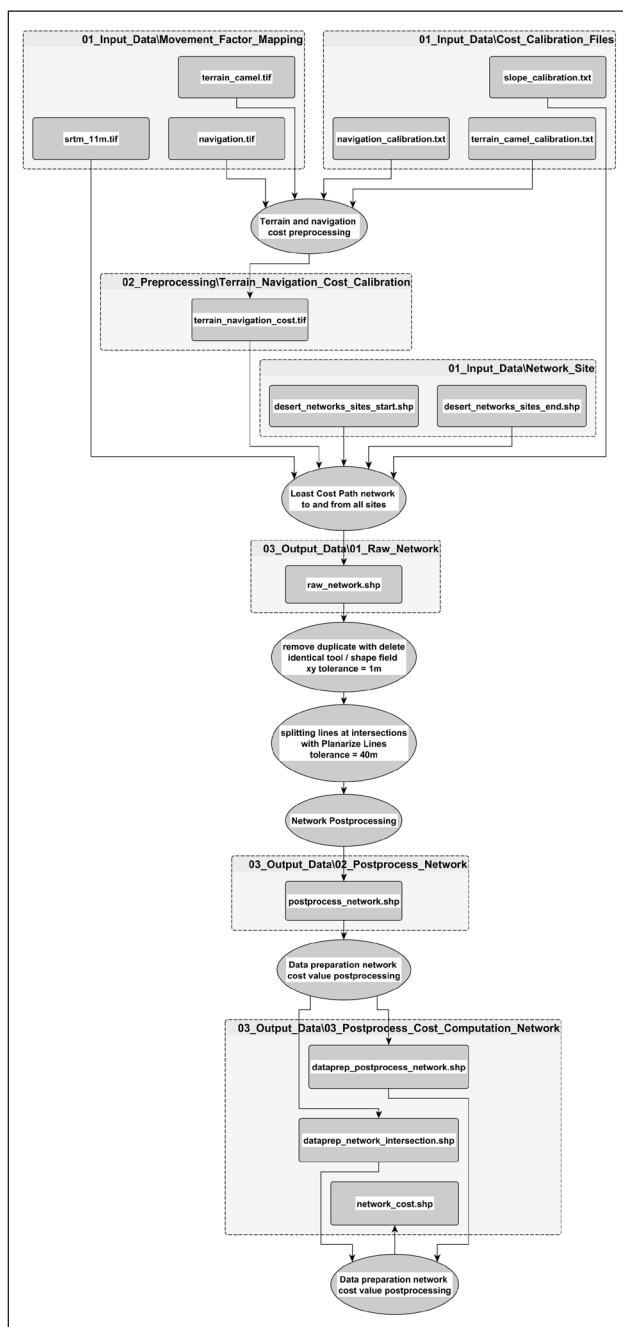 01_Input_Data\Movement_Factor_Mapping
01_Input_Data\Cost_Calibration_Files
terrain_camel.tif
slope_calibration.txt
srtm_11m.tif
navigation.tif
navigation_calibration.txt
terrain_camel_calibration.txt
Terrain and navigation
cost preprocessing
02_Preprocessing\Terrain_Navigation_Cost_Calibration
terrain_navigation_cost.tif
01_Input_Data\Network_Site
desert_networks_sites_start.shp
desert_networks_sites_end.shp
Least Cost Path network
to and from all sites
03_Output_Data\01_Raw_Network
raw_network.shp
remove duplicate with delete
identical tool / shape field
xy tolerance = 1m
splitting lines at intersections
with Planarize Lines
tolerance = 40m
Network Postprocessing
03_Output_Data\02_Postprocess_Network
postprocess_network.shp
Data preparation network
cost value postprocessing
03_Output_Data\03_Postprocess_Cost_Computation_Network
dataprep_postprocess_network.shp
dataprep_network_intersection.shp
network_cost.shp
Data preparation network
cost value postprocessing